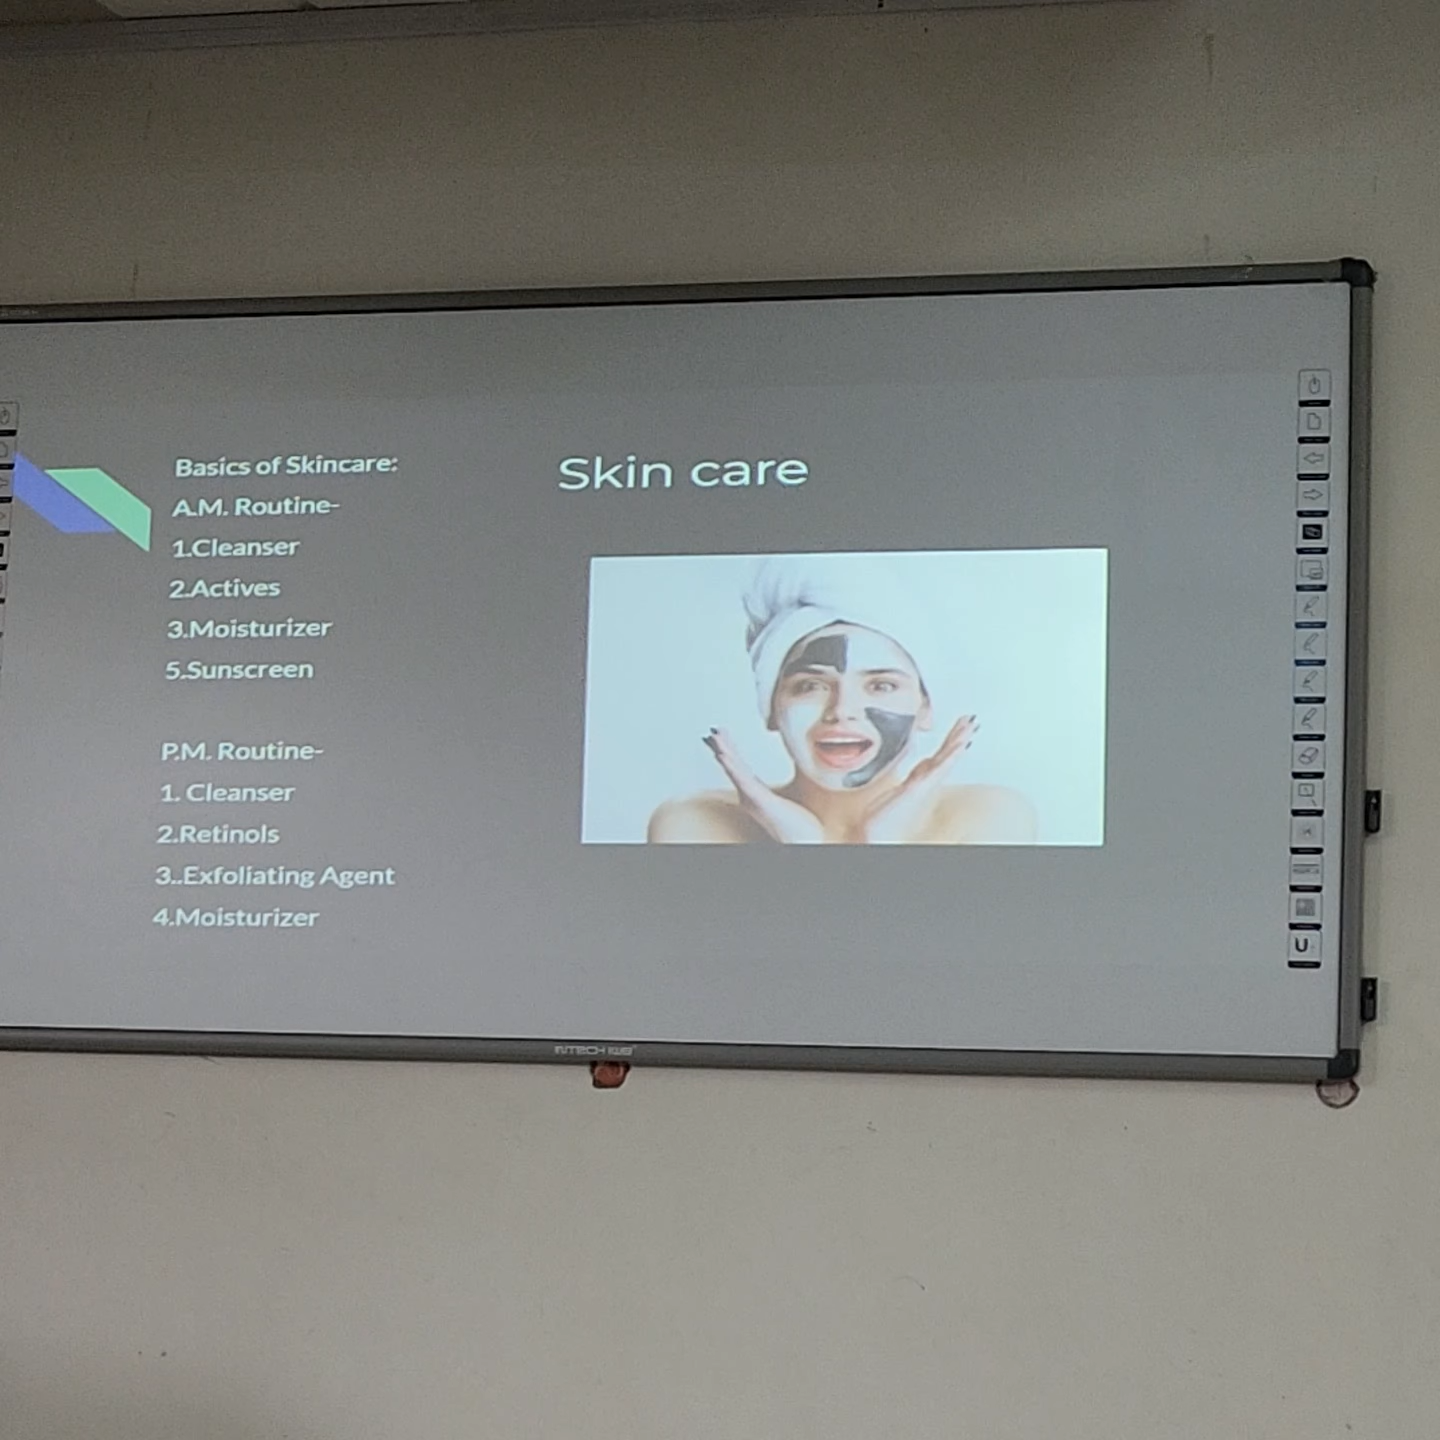 Basics of Skincare:
A.M. Routine-
1.Cleanser
2.Actives
3.Moisturizer
5.Sunscreen
P.M. Routine-
1. Cleanser
2.Retinols
3..Exfoliating Agent
4.Moisturizer
Skin care
U
INTECH